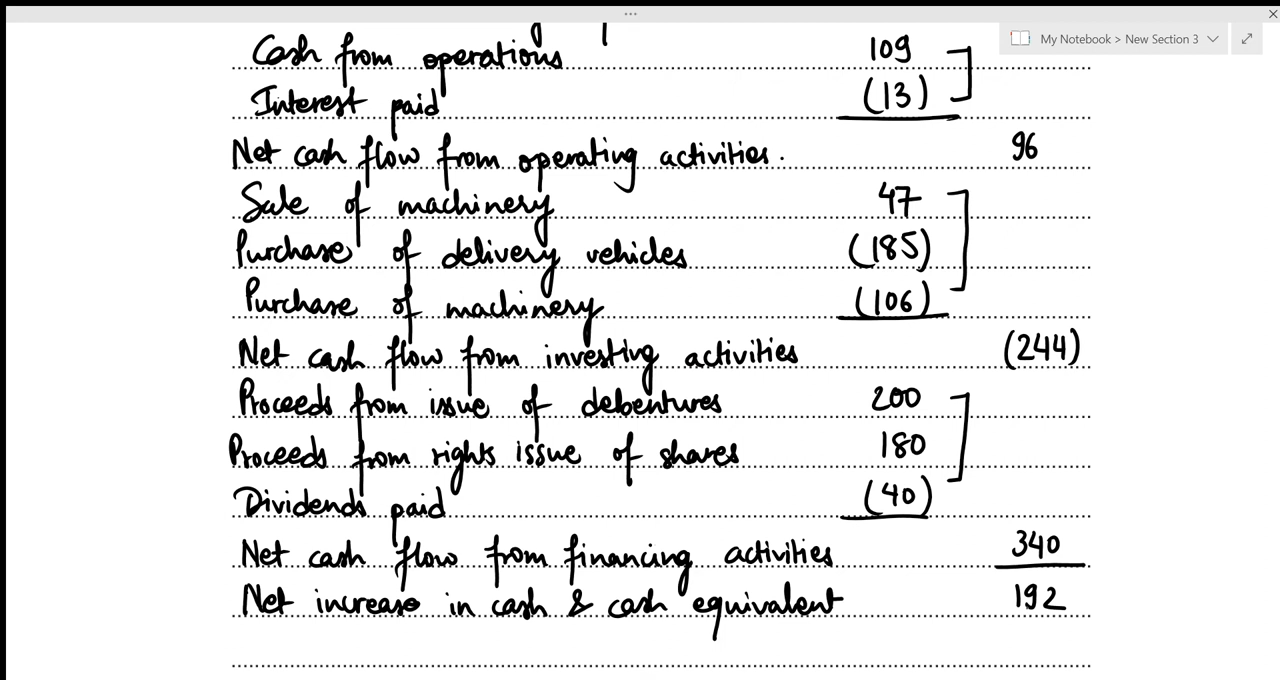 My Notebook > New Section 3
Cash from operations 109
Interest paid (13)
Net cash flow from operating activities. 96
Sale of machinery 47
Purchase of delivery vehicles (185)
Purchase of machinery (106)
Net cash flow from investing activities (244)
Proceeds from issue of debentures 200
Proceeds from rights issue of shares 180
Dividends paid (40)
Net cash flow from financing activities 340
Net increase in cash & cash equivalent 192